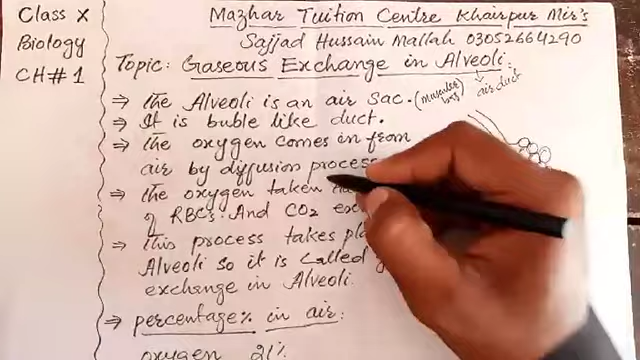 Class X
Biology
CH# 1
Mazhar Tuition Centre Khairpur Mir's
Sajjad Hussain Mallah 03052664290
Topic: Gaseous Exchange in Alveoli.
air duct
⇒ The Alveoli is an air Sac. (muscular
⇒ It is buble like duct.
⇒ the oxygen comes in from
air by diffusion process
⇒ the oxygen taken
of RBCs. And CO2
⇒ This process takes
Alveoli so it is called
exchange in Alveoli.
⇒ percentage% in air:
oxygen 21%